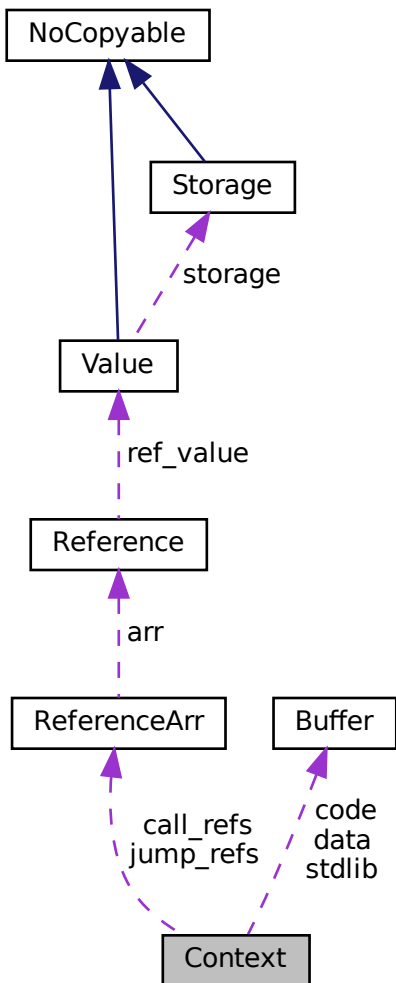 NoCopyable
Storage
storage
Value
ref_value
Reference
arr
ReferenceArr
Buffer
call_refs
jump_refs
code
data
stdlib
Context